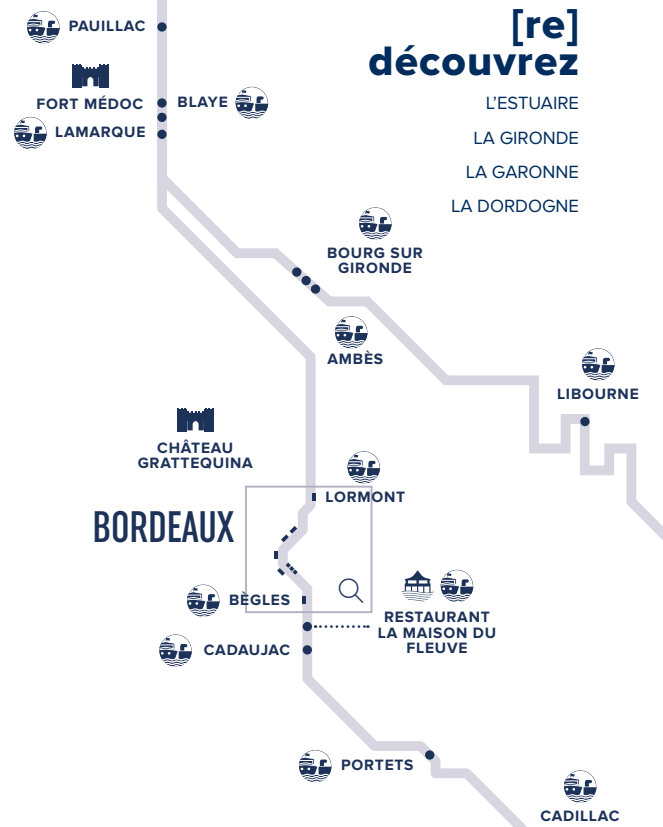 [re]
découvrez
L'ESTUAIRE
LA GIRONDE
LA GARONNE
LA DORDOGNE
PAUILLAC
FORT MÉDOC
BLAYE
LAMARQUE
BOURG SUR
GIRONDE
AMBÈS
LIBOURNE
CHÂTEAU
GRATTEQUINA
LORMONT
BORDEAUX
BÈGLES
RESTAURANT
LA MAISON DU
FLEUVE
CADAUJAC
PORTETS
CADILLAC